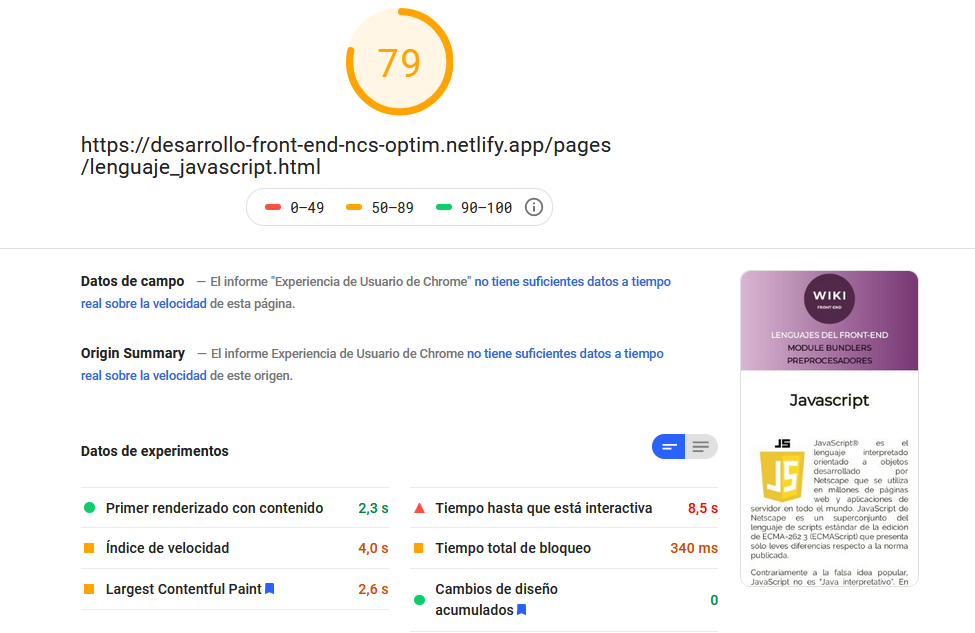 79
https://desarrollo-front-end-ncs-optim.netlify.app/pages
/lenguaje_javascript.html
0–49 50–89 90–100
Datos de campo — El informe "Experiencia de Usuario de Chrome" no tiene suficientes datos a tiempo
real sobre la velocidad de esta página.
Origin Summary — El informe Experiencia de Usuario de Chrome no tiene suficientes datos a tiempo
real sobre la velocidad de este origen.
Datos de experimentos
Primer renderizado con contenido 2,3 s
Índice de velocidad 4,0 s
Largest Contentful Paint 2,6 s
Tiempo hasta que está interactiva 8,5 s
Tiempo total de bloqueo 340 ms
Cambios de diseño
acumulados 0
WIKI
FRONT END
LENGUAJES DEL FRONT-END
MODULE BUNDLERS
PREPROCESADORES
Javascript
JS
JS
JavaScript® es el
lenguaje interpretado
orientado a objetos
desarrollado por
Netscape que se utiliza
en millones de páginas
web y aplicaciones de
servidor en todo el mundo. JavaScript de
Netscape es un superconjunto del
lenguaje de scripts estándar de la edición
de ECMA-262 3 (ECMAScript) que presenta
sólo leves diferencias respecto a la norma
publicada.
Contrariamente a la falsa idea popular,
JavaScript no es "Java interpretativo". En